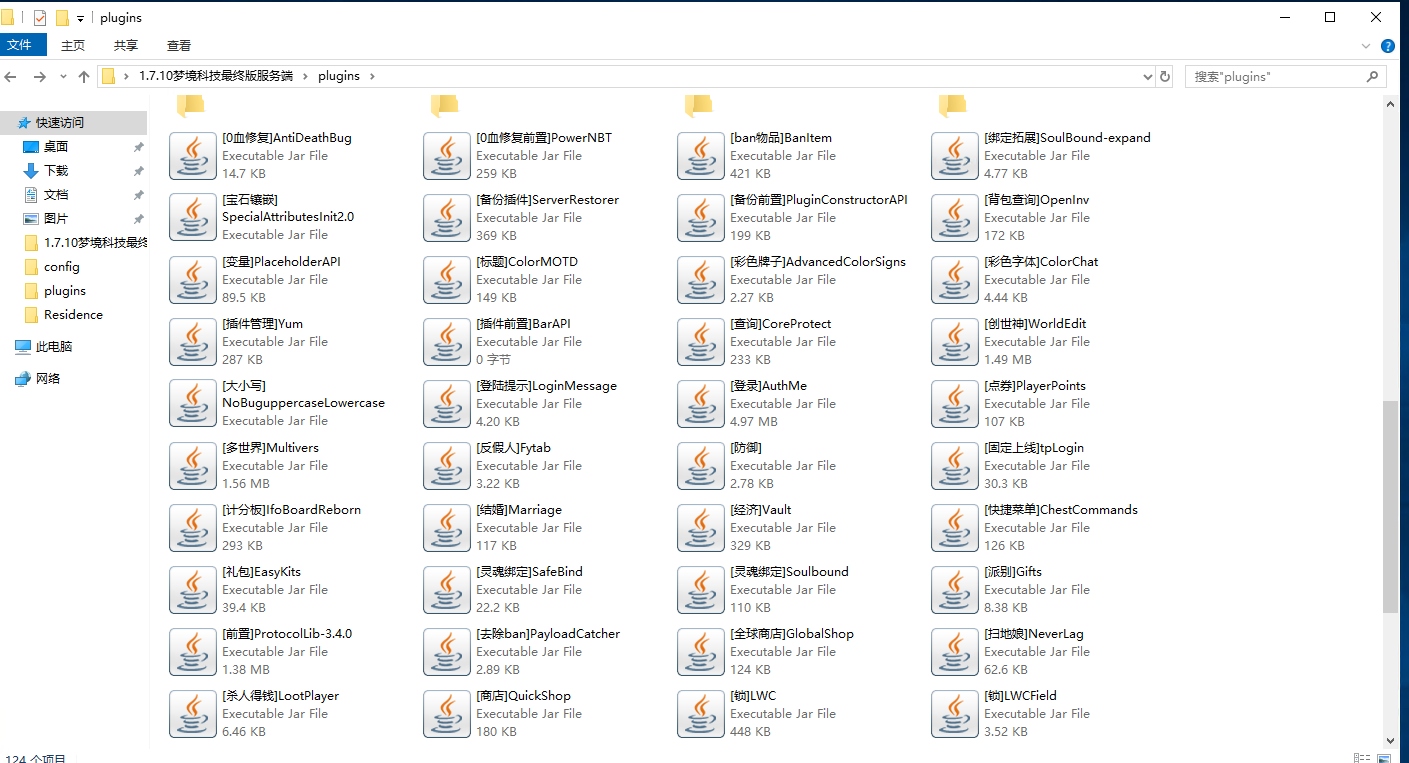 plugins
文件 主页 共享 查看
1.7.10梦境科技最终版服务端 plugins
搜索"plugins"
快速访问
桌面
下载
文档
图片
1.7.10梦境科技最终
config
plugins
Residence
此电脑
网络
[0血修复]AntiDeathBug
Executable Jar File
14.7 KB
[0血修复前置]PowerNBT
Executable Jar File
259 KB
[ban物品]BanItem
Executable Jar File
421 KB
[绑定拓展]SoulBound-expand
Executable Jar File
4.77 KB
[宝石镶嵌]
SpecialAttributesInit2.0
Executable Jar File
[备份插件]ServerRestorer
Executable Jar File
369 KB
[备份前置]PluginConstructorAPI
Executable Jar File
199 KB
[背包查询]OpenInv
Executable Jar File
172 KB
[变量]PlaceholderAPI
Executable Jar File
89.5 KB
[标题]ColorMOTD
Executable Jar File
149 KB
[彩色牌子]AdvancedColorSigns
Executable Jar File
2.27 KB
[彩色字体]ColorChat
Executable Jar File
4.44 KB
[插件管理]Yum
Executable Jar File
287 KB
[插件前置]BarAPI
Executable Jar File
0 字节
[查询]CoreProtect
Executable Jar File
233 KB
[创世神]WorldEdit
Executable Jar File
1.49 MB
[大小写]
NoBuguppercaseLowercase
Executable Jar File
[登陆提示]LoginMessage
Executable Jar File
4.20 KB
[登录]AuthMe
Executable Jar File
4.97 MB
[点券]PlayerPoints
Executable Jar File
107 KB
[多世界]Multivers
Executable Jar File
1.56 MB
[反假人]Fytab
Executable Jar File
3.22 KB
[防御]
Executable Jar File
2.78 KB
[固定上线]tpLogin
Executable Jar File
30.3 KB
[计分板]IfoBoardReborn
Executable Jar File
293 KB
[结婚]Marriage
Executable Jar File
117 KB
[经济]Vault
Executable Jar File
329 KB
[快捷菜单]ChestCommands
Executable Jar File
126 KB
[礼包]EasyKits
Executable Jar File
39.4 KB
[灵魂绑定]SafeBind
Executable Jar File
22.2 KB
[灵魂绑定]Soulbound
Executable Jar File
110 KB
[派别]Gifts
Executable Jar File
8.38 KB
[前置]ProtocolLib-3.4.0
Executable Jar File
1.38 MB
[去除ban]PayloadCatcher
Executable Jar File
2.89 KB
[全球商店]GlobalShop
Executable Jar File
124 KB
[扫地娘]NeverLag
Executable Jar File
62.6 KB
[杀人得钱]LootPlayer
Executable Jar File
6.46 KB
[商店]QuickShop
Executable Jar File
180 KB
[锁]LWC
Executable Jar File
448 KB
[锁]LWCField
Executable Jar File
3.52 KB
124 个项目